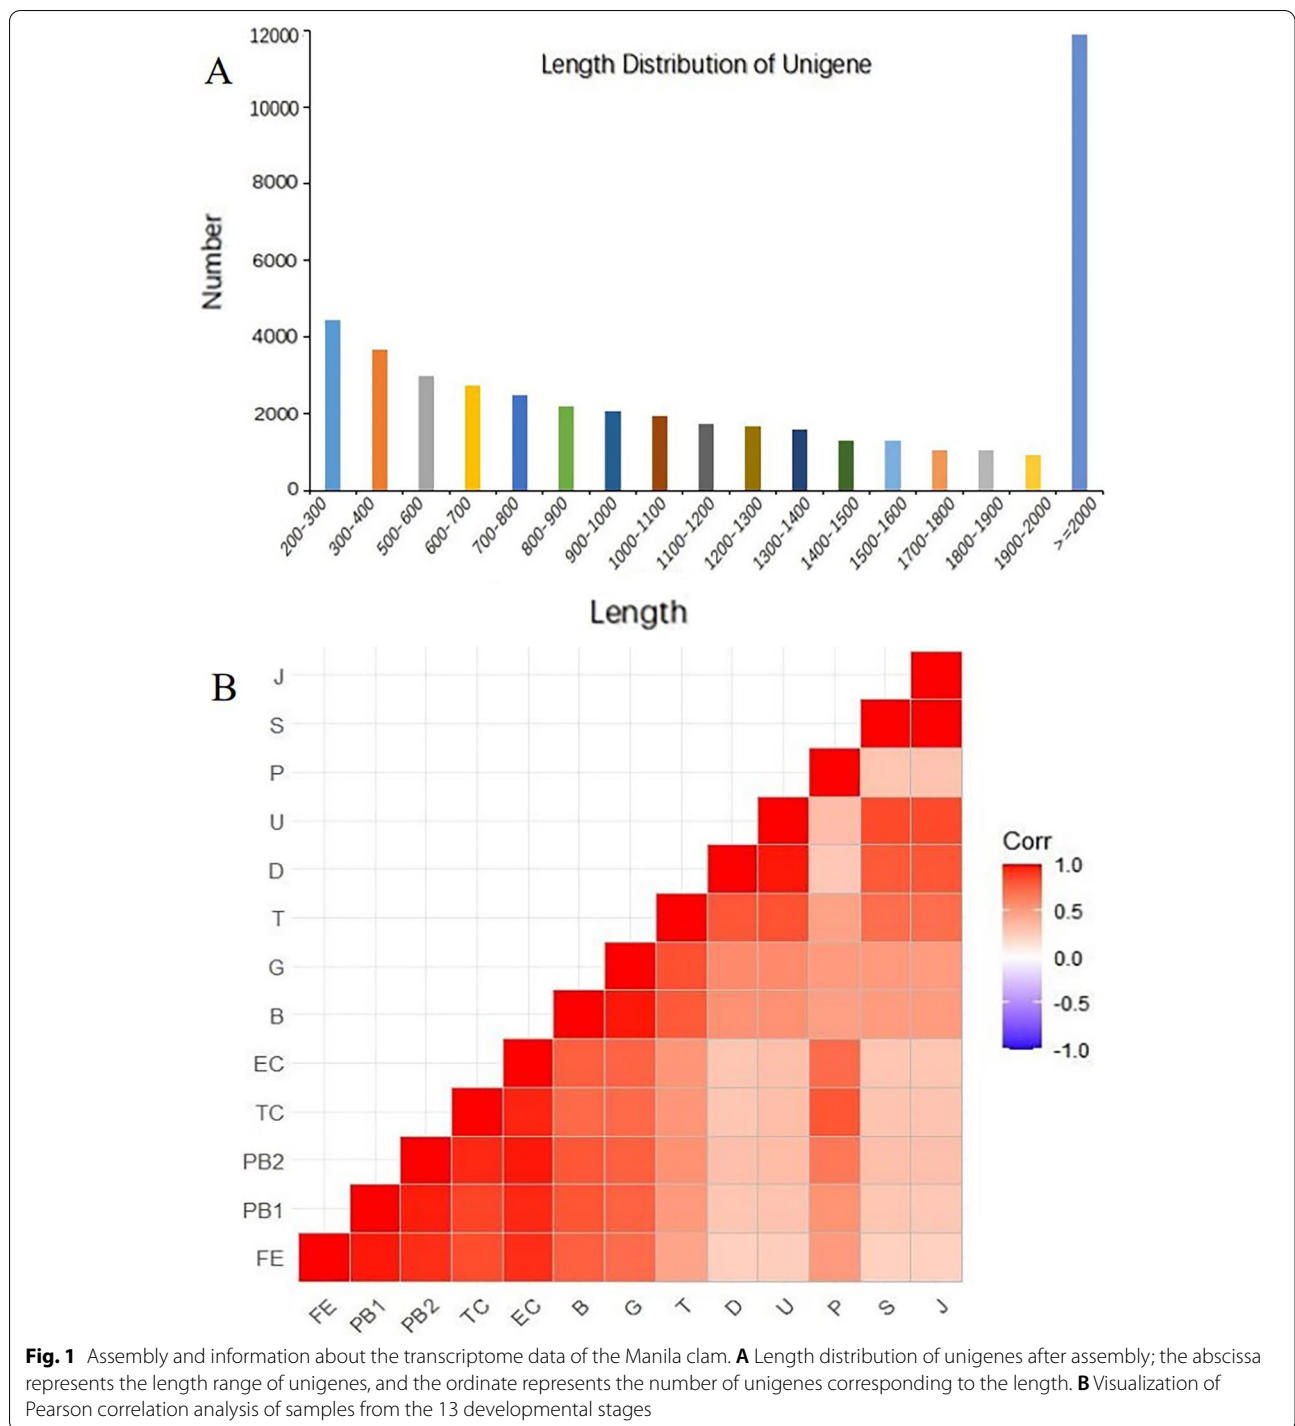 A
Length Distribution of Unigene
12000
10000
8000
6000
4000
2000
0
Number
200-300
300-400
500-600
600-700
700-800
800-900
900-1000
1000-1100
1100-1200
1200-1300
1300-1400
1400-1500
1500-1600
1700-1800
1800-1900
1900-2000
>=2000
Length
B
J
S
P
U
D
T
G
B
EC
TC
PB2
PB1
FE
FE
PB1
PB2
TC
EC
B
G
T
D
U
P
S
J
Corr
1.0
0.5
0.0
-0.5
-1.0
Fig. 1 Assembly and information about the transcriptome data of the Manila clam. A Length distribution of unigenes after assembly; the abscissa
represents the length range of unigenes, and the ordinate represents the number of unigenes corresponding to the length. B Visualization of
Pearson correlation analysis of samples from the 13 developmental stages